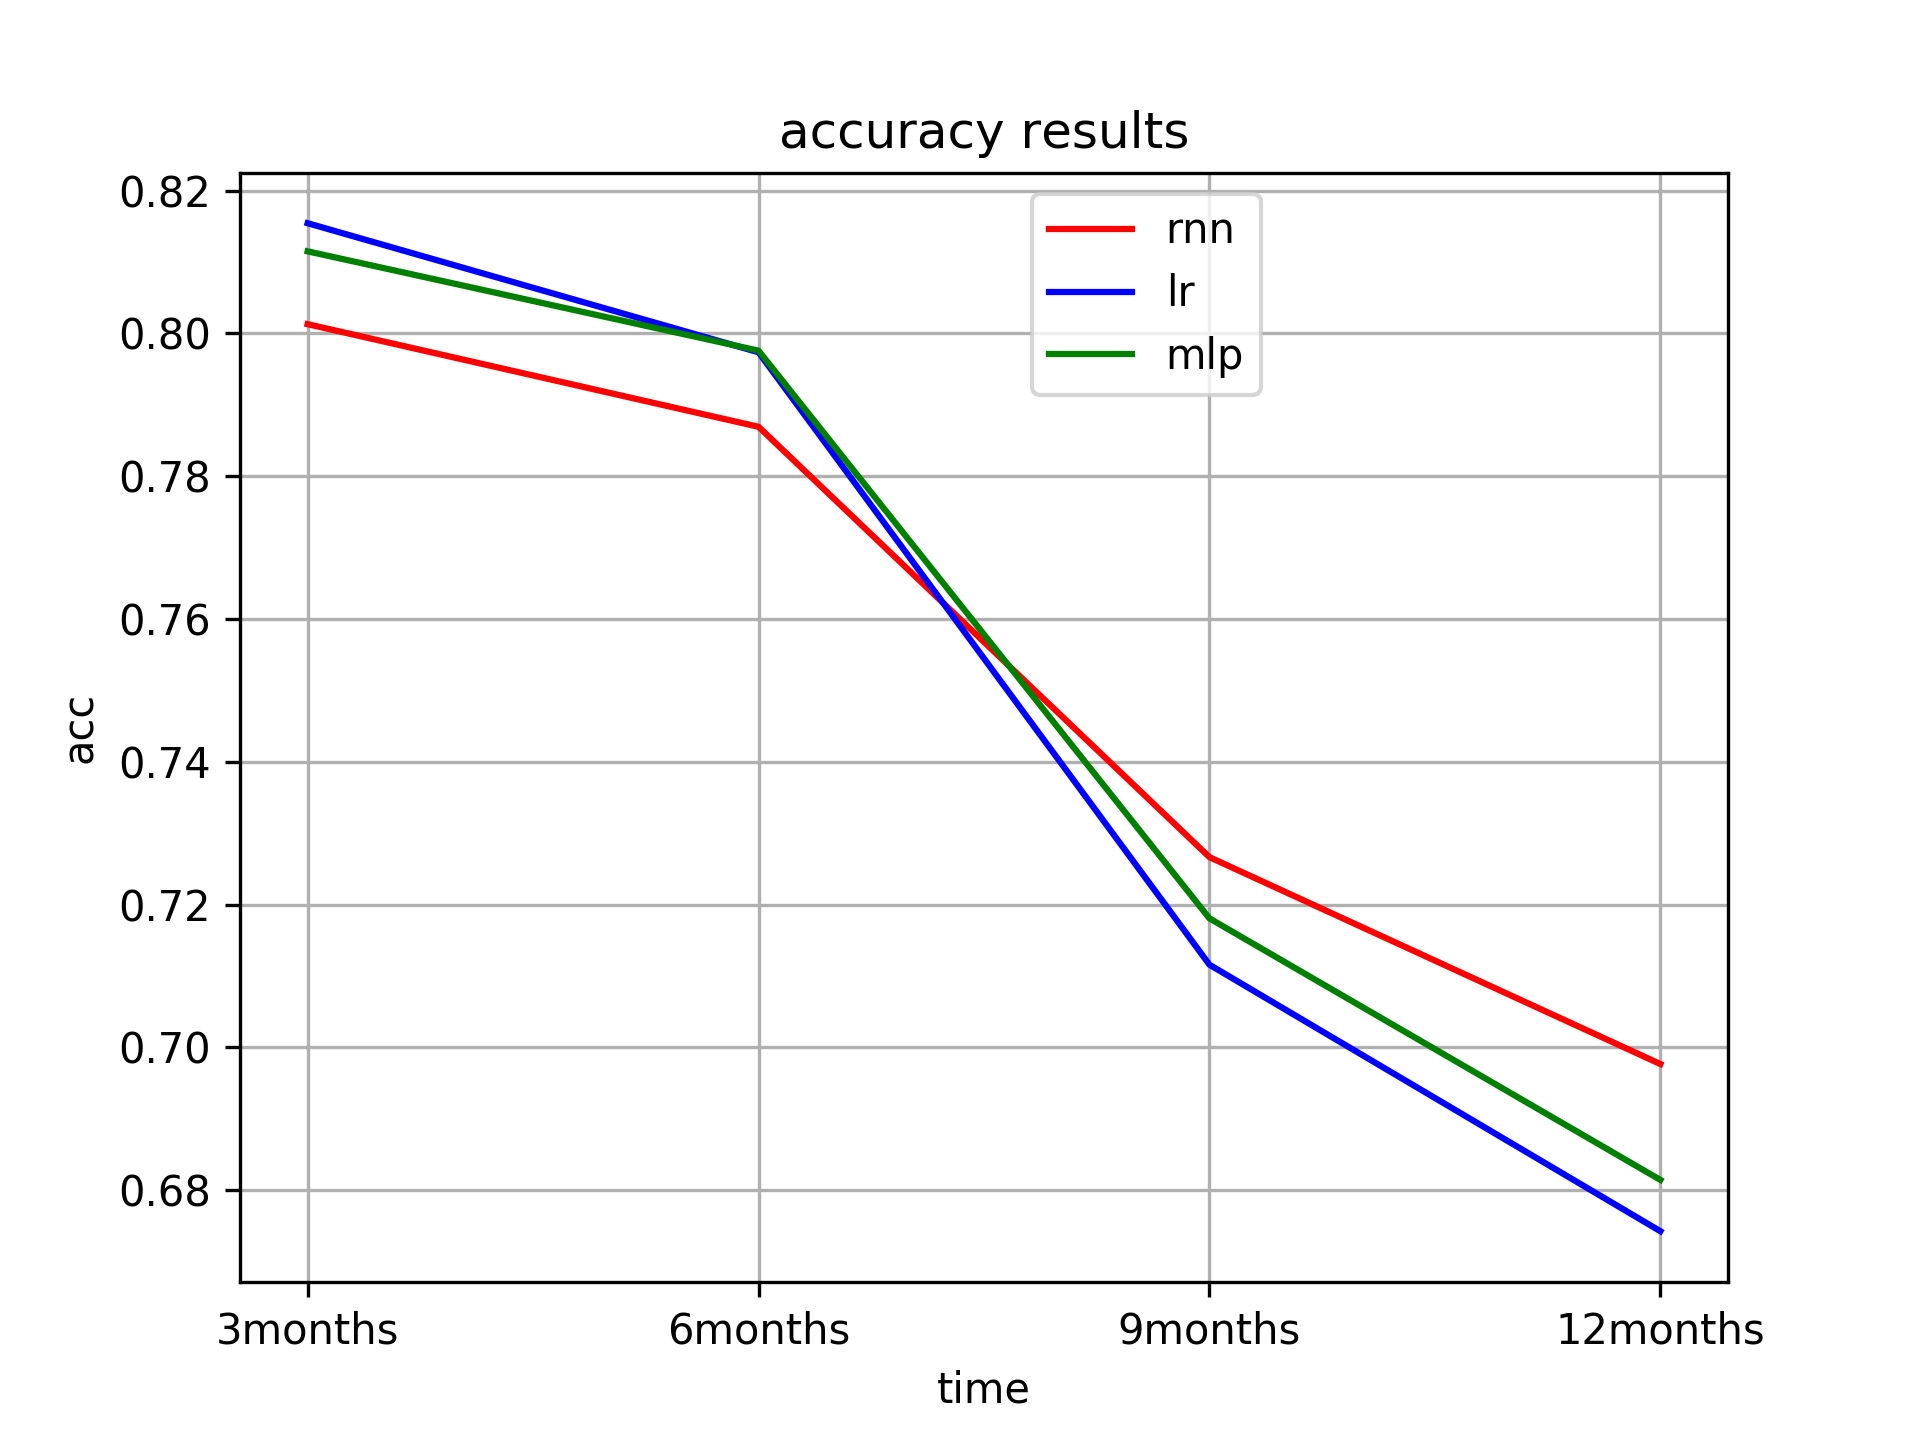 accuracy results
0.82
0.80
0.78
0.76
0.74
0.72
0.70
0.68
acc
rnn
lr
mlp
3months 6months 9months 12months
time